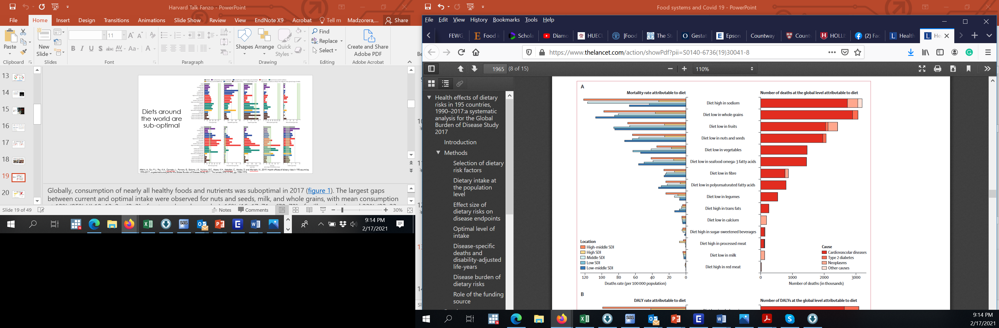 Harvard Talk Fanzo - PowerPoint
File Home Insert Design Transitions Animations Slide Show Review View EndNote X9 Acrobat Tell m Madzorera,... Share
Paste
New
Slide
11
B I U S abc AV Aa A
Shapes Arrange Quick
Styles
Find
Replace
Select
Create and Share
Adobe PDF
Clipboard Slides Font Paragraph Drawing Editing Adobe Acrobat
13
14
15
16
17
18
19
20
Diets around
the world are
sub-optimal
Globally, consumption of nearly all healthy foods and nutrients was suboptimal in 2017 (figure 1). The largest gaps
between current and optimal intake were observed for nuts and seeds, milk, and whole grains, with mean consumption
Slide 19 of 49 Notes Comments 30%
9:14 PM
2/17/2021
Food systems and Covid 19 - PowerPoint
File Edit View History Bookmarks Tools Help
FEWG Food i Schola Diamo HUECU |Food The Sta Gestat Epson Countway Count HOLLIS (2) Fac Health He
https://www.thelancet.com/action/showPdf?pii=S0140-6736(19)30041-8
1965 (8 of 15) 110%
Health effects of dietary
risks in 195 countries,
1990–2017:a systematic
analysis for the Global
Burden of Disease Study
2017
Introduction
Methods
Selection of dietary
risk factors
Dietary intake at
the population
level
Effect size of
dietary risks on
disease endpoints
Optimal level of
intake
Disease-specific
deaths and
disability-adjusted
life-years
Disease burden of
dietary risks
Role of the funding
source
A
Mortality rate attributable to diet
Number of deaths at the global level attributable to diet
Diet high in sodium
Diet low in whole grains
Diet low in fruits
Diet low in nuts and seeds
Diet low in vegetables
Diet low in seafood omega-3 fatty acids
Diet low in fibre
Diet low in polyunsaturated fatty acids
Diet low in legumes
Diet high in trans fats
Diet low in calcium
Diet high in sugar-sweetened beverages
Diet high in processed meat
Diet low in milk
Diet high in red meat
Location
High-middle SDI
High SDI
Middle SDI
Low SDI
Low-middle SDI
Cause
Cardiovascular diseases
Type 2 diabetes
Neoplasms
Other causes
120 100 80 60 40 20 0
Deaths rate (per 100 000 population)
0 1000 2000 3000
Number of deaths (in thousands)
B
DALY rate attributable to diet
Number of DALYs at the global level attributable to diet
9:14 PM
2/17/2021